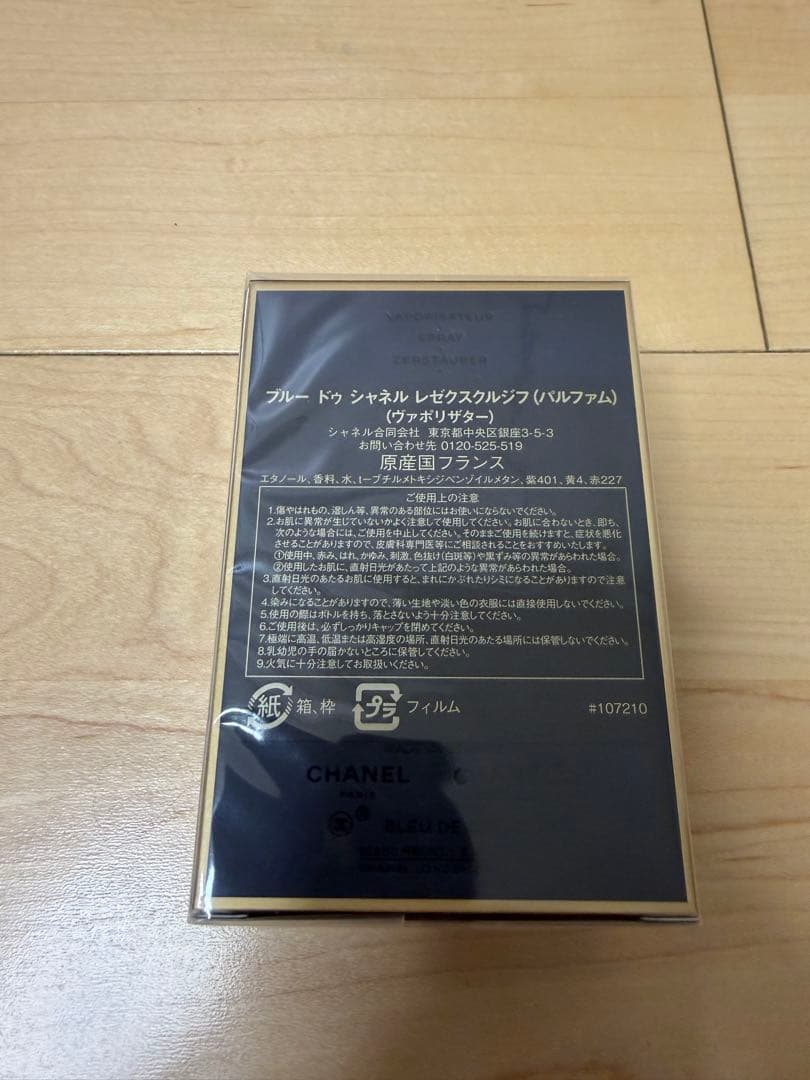 VAPORISATEUR
SPRAY
ZERSTÄUBER
ブルー ドゥ シャネル レゼクスクルジフ(パルファム)
(ヴァポリザター)
シャネル合同会社 東京都中央区銀座3-5-3
お問い合わせ先 0120-525-519
原産国フランス
エタノール、香料、水、t-ブチルメトキシジベンゾイルメタン、紫401、黄4、赤227
ご使用上の注意
1.傷やはれもの、湿しん等、異常のある部位にはお使いにならないでください。
2.お肌に異常が生じていないかよく注意して使用してください。お肌に合わないとき、即ち、
次のような場合には、ご使用を中止してください。そのままご使用を続けますと、症状を悪化
させることがありますので、皮膚科専門医等にご相談されることをおすすめいたします。
①使用中、赤み、はれ、かゆみ、刺激、色抜け(白斑等)や黒ずみ等の異常があらわれた場合。
②使用したお肌に、直射日光があたって上記のような異常があらわれた場合。
3.直射日光のあたるお肌に使用すると、まれにかぶれたりシミになることがありますので注意
してください。
4.染みになることがありますので、薄い生地や淡い色の衣服には直接使用しないでください。
5.使用の際はボトルを持ち、落とさないよう十分注意してください。
6.ご使用後は、必ずしっかりキャップを閉めてください。
7.極端に高温、低温または高湿度の場所、直射日光のあたる場所には保管しないでください。
8.乳幼児の手の届かないところに保管してください。
9.火気に十分注意してお取扱いください。
紙 箱、枠 プラ フィルム #107210
CHANEL
PARIS
BLEU DE